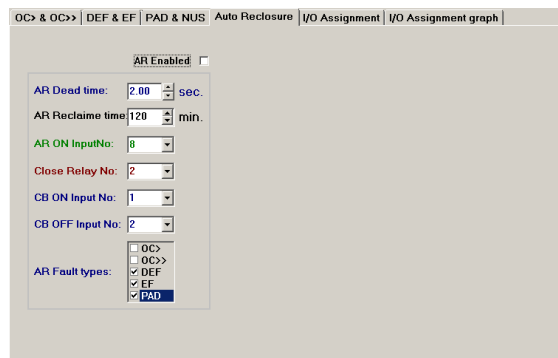 OC> & OC>> DEF & EF PAD & NUS Auto Reclosure I/O Assignment I/O Assignment graph
AR Enabled
AR Dead time: 2.00 sec.
AR Reclaime time: 120 min.
AR ON InputNo: 8
Close Relay No: 2
CB ON Input No: 1
CB OFF Input No: 2
OC>
OC>>
AR Fault types: DEF
EF
PAD